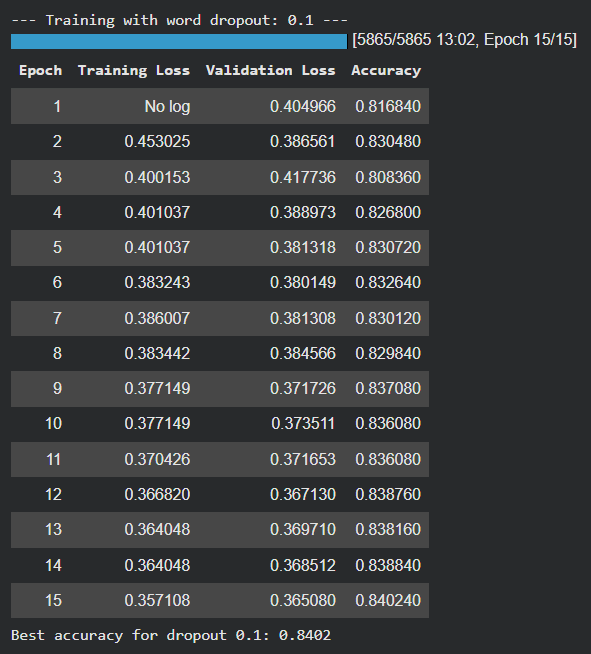 --- Training with word dropout: 0.1 ---
[5865/5865 13:02, Epoch 15/15]
Epoch Training Loss Validation Loss Accuracy
1 No log 0.404966 0.816840
2 0.453025 0.386561 0.830480
3 0.400153 0.417736 0.808360
4 0.401037 0.388973 0.826800
5 0.401037 0.381318 0.830720
6 0.383243 0.380149 0.832640
7 0.386007 0.381308 0.830120
8 0.383442 0.384566 0.829840
9 0.377149 0.371726 0.837080
10 0.377149 0.373511 0.836080
11 0.370426 0.371653 0.836080
12 0.366820 0.367130 0.838760
13 0.364048 0.369710 0.838160
14 0.364048 0.368512 0.838840
15 0.357108 0.365080 0.840240
Best accuracy for dropout 0.1: 0.8402